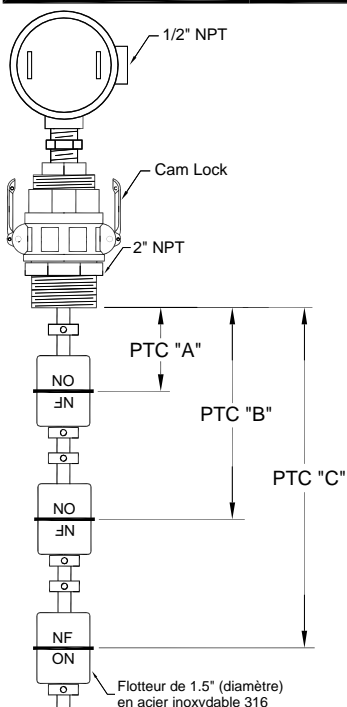 1/2" NPT
Cam Lock
2" NPT
PTC "A"
NO
NF
PTC "B"
NO
NF
PTC "C"
NF
NO
Flotteur de 1.5" (diamètre)
en acier inoxydable 316